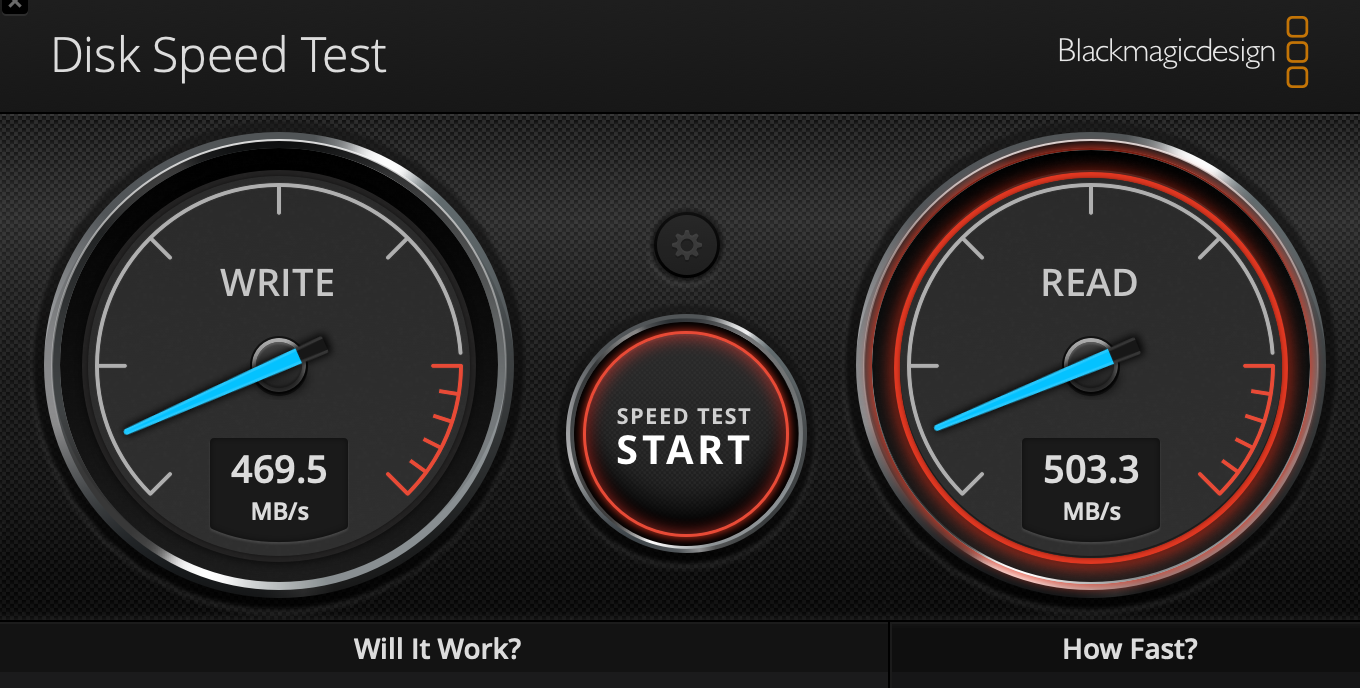 Disk Speed Test
Blackmagicdesign
WRITE
469.5
MB/s
SPEED TEST
START
READ
503.3
MB/s
Will It Work?
How Fast?